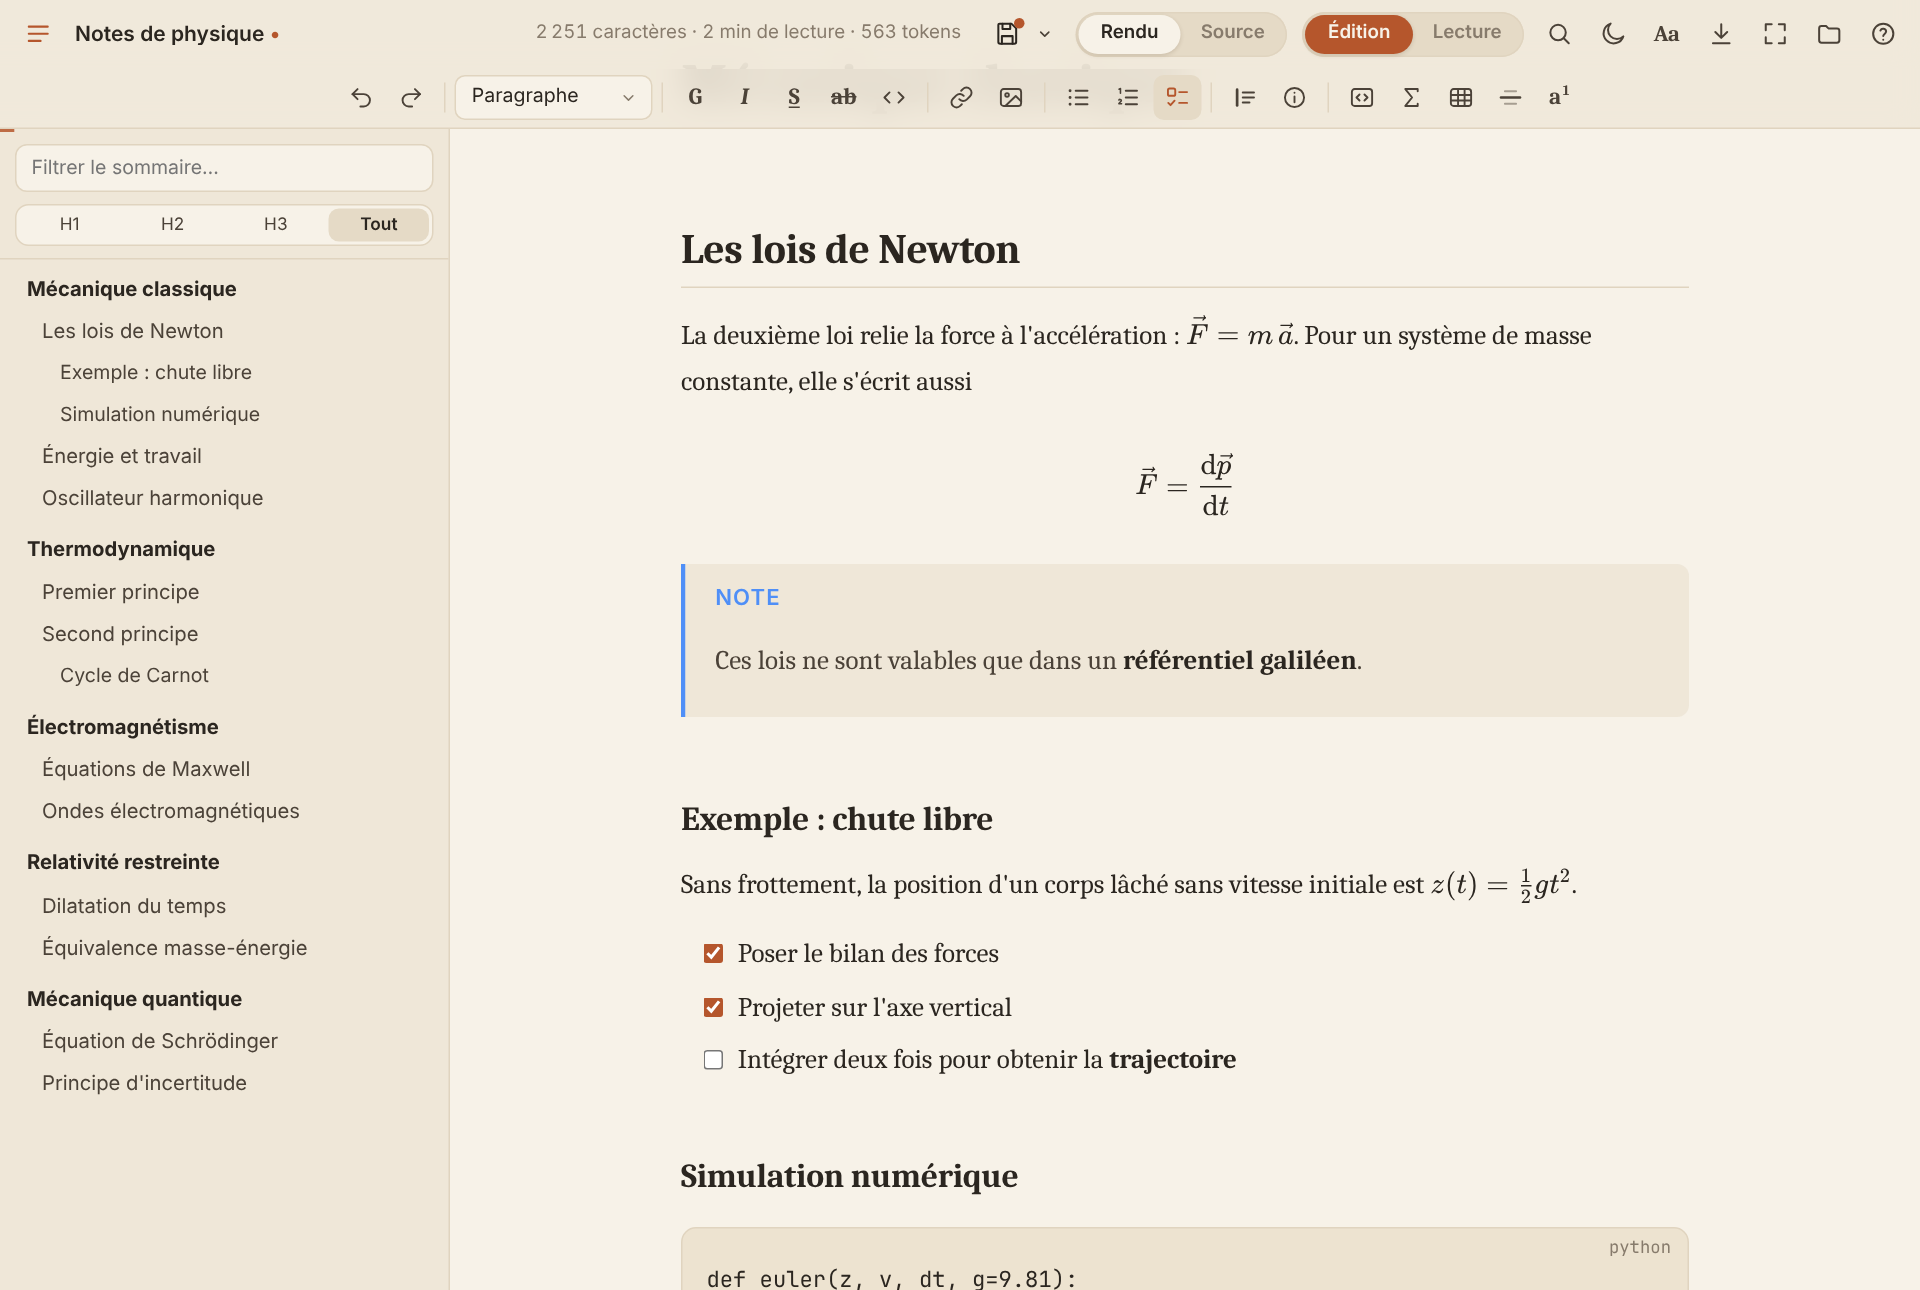 Notes de physique
2 251 caractères · 2 min de lecture · 563 tokens
Rendu
Source
Édition
Lecture
Aa
Paragraphe
G
I
S
ab
a¹
Filtrer le sommaire...
H1
H2
H3
Tout
Mécanique classique
Les lois de Newton
Exemple : chute libre
Simulation numérique
Énergie et travail
Oscillateur harmonique
Thermodynamique
Premier principe
Second principe
Cycle de Carnot
Électromagnétisme
Équations de Maxwell
Ondes électromagnétiques
Relativité restreinte
Dilatation du temps
Équivalence masse-énergie
Mécanique quantique
Équation de Schrödinger
Principe d'incertitude
Les lois de Newton
La deuxième loi relie la force à l'accélération : F⃗ = m a⃗. Pour un système de masse
constante, elle s'écrit aussi
F⃗ = dp⃗/dt
NOTE
Ces lois ne sont valables que dans un référentiel galiléen.
Exemple : chute libre
Sans frottement, la position d'un corps lâché sans vitesse initiale est z(t) = ½gt².
Poser le bilan des forces
Projeter sur l'axe vertical
Intégrer deux fois pour obtenir la trajectoire
Simulation numérique
python
def euler(z, v, dt, g=9.81):